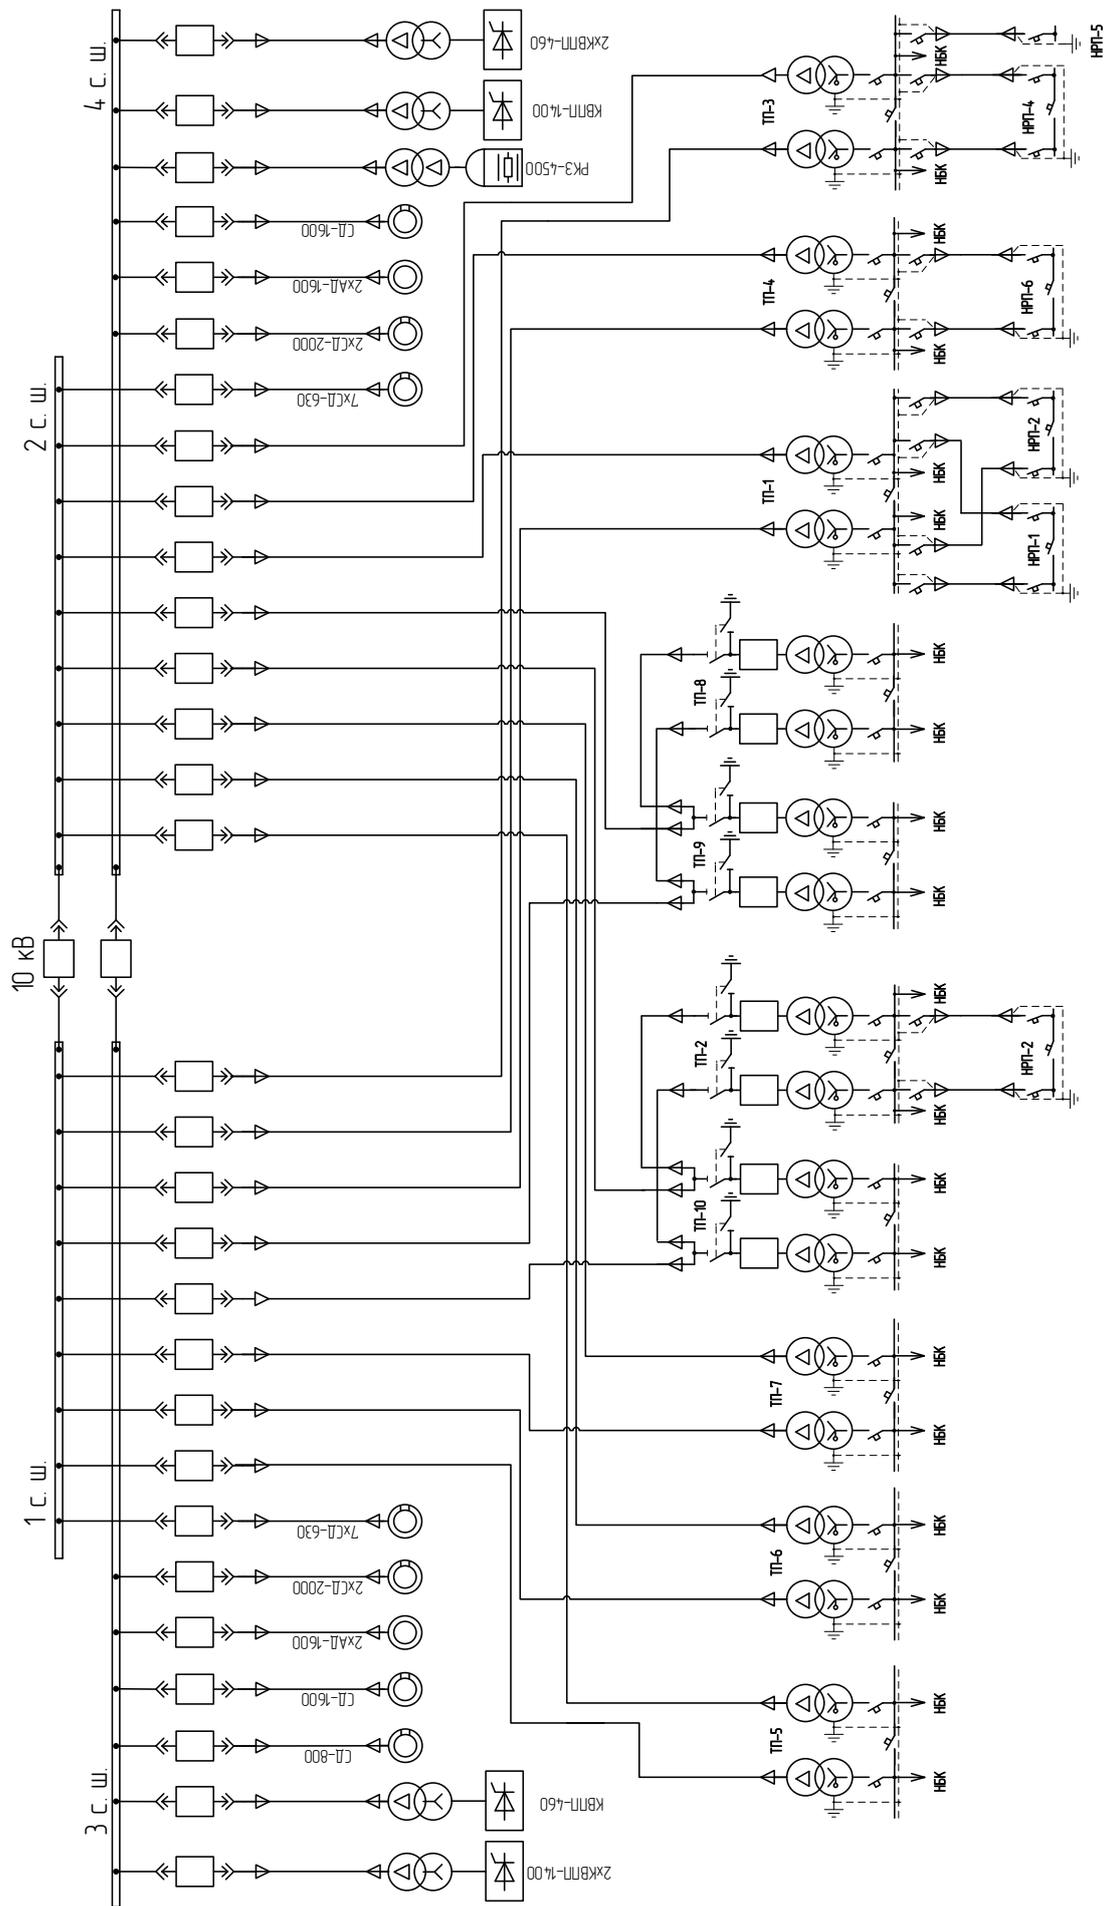 4 с. ш.
2хКВПП-460
КВПП-1400
РКЗ-4500
СД-1600
2хАД-1600
2хСД-2000
7хСД-630
2 с. ш.
10 кВ
1 с. ш.
7хСД-630
2хСД-2000
2хАД-1600
СД-1600
СД-800
КВПП-460
2хКВПП-1400
3 с. ш.
ТП-3
НБК
НБК
НРП-5
НРП-4
ТП-4
НБК
НБК
НРП-6
ТП-1
НБК
НБК
НРП-2
НРП-1
ТП-8
НБК
НБК
ТП-9
НБК
НБК
ТП-2
НБК
НБК
НРП-2
ТП-10
НБК
НБК
ТП-7
НБК
НБК
ТП-6
НБК
НБК
ТП-5
НБК
НБК